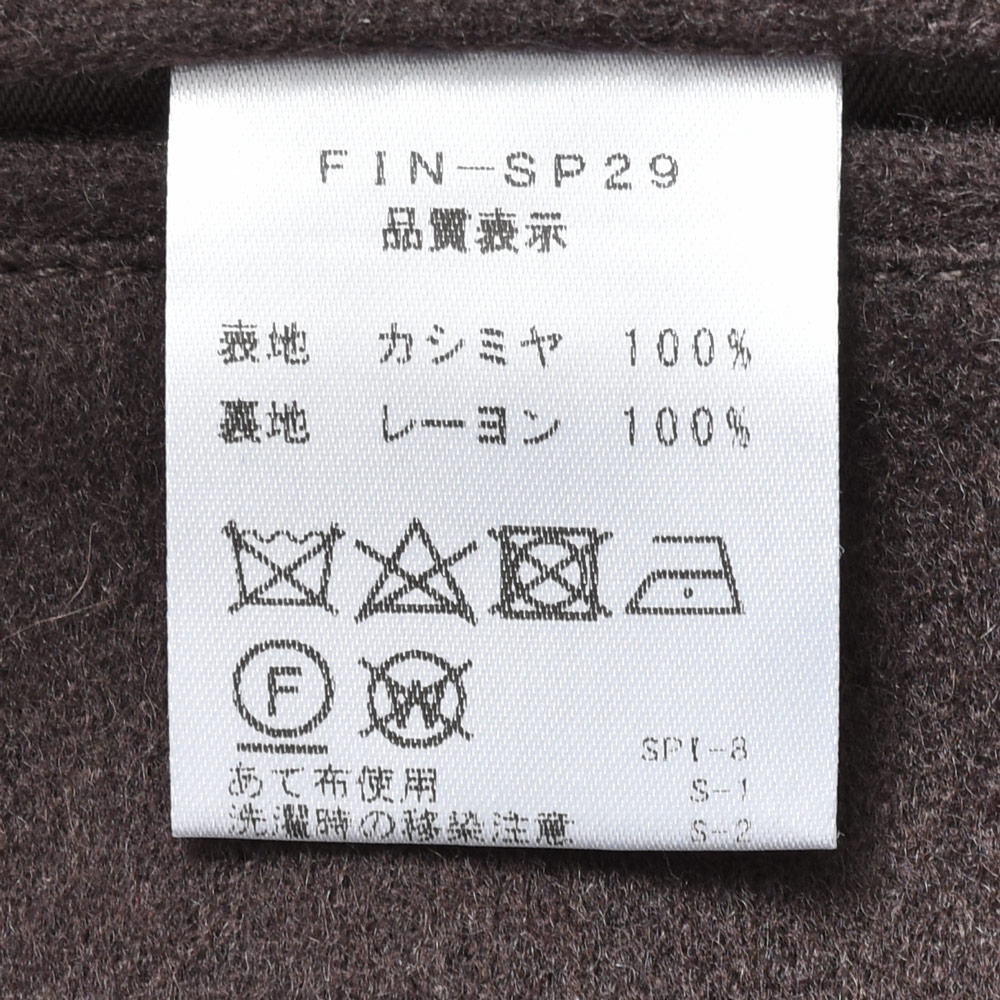 FIN-SP29
品質表示
表地 カシミヤ 100%
裏地 レーヨン 100%
F W
SPI-8
あて布使用 S-1
洗濯時の移染注意 S-2